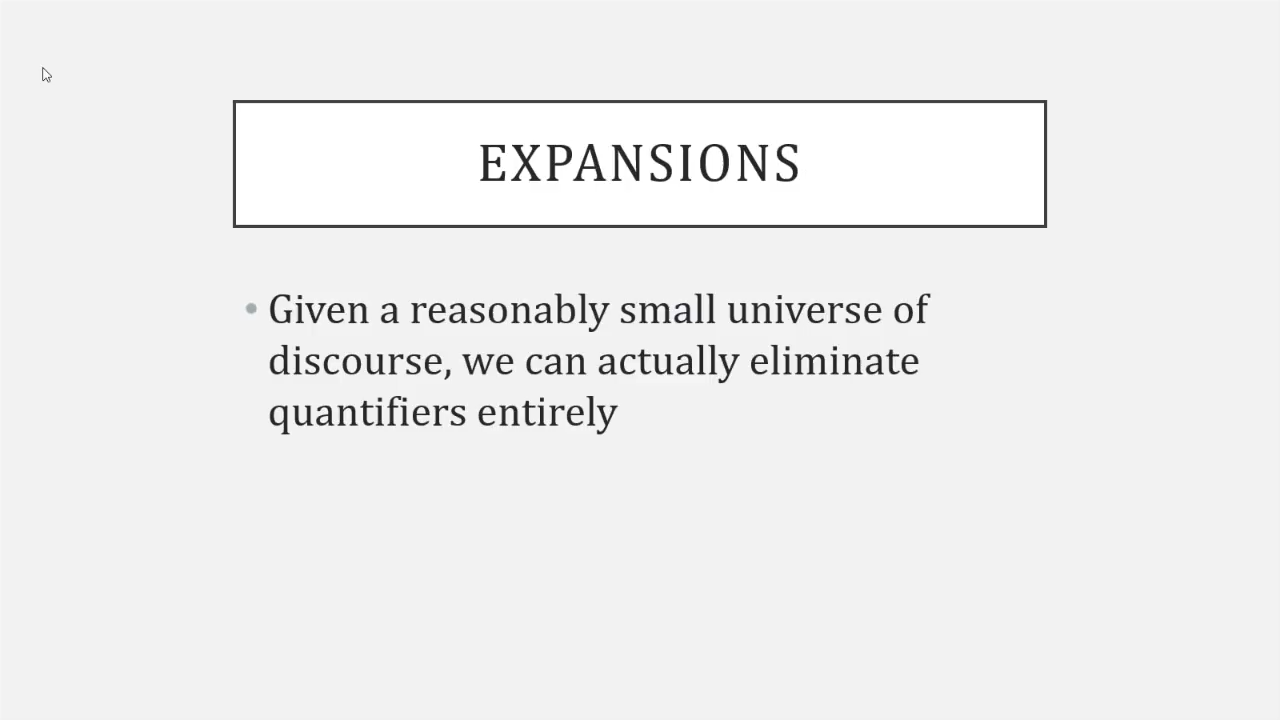 EXPANSIONS
• Given a reasonably small universe of
discourse, we can actually eliminate
quantifiers entirely